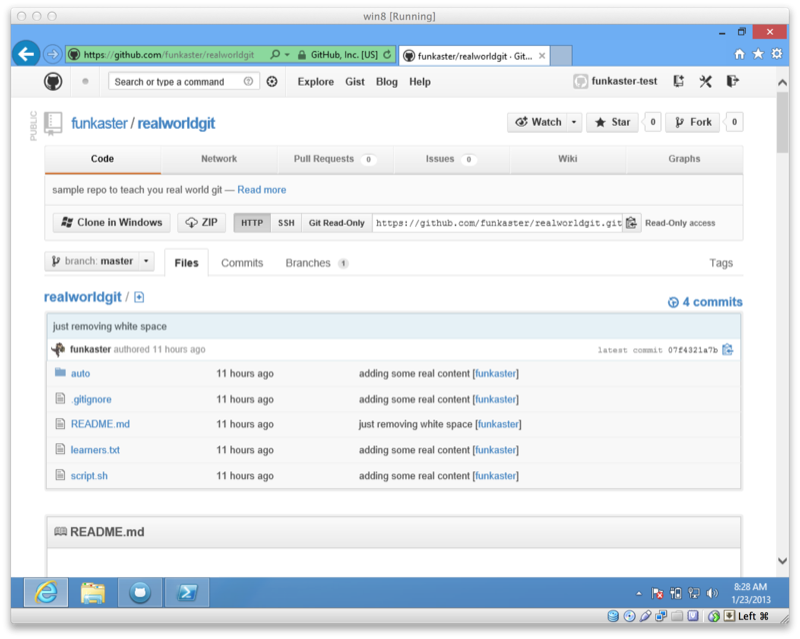 win8 [Running]
https://github.com/funkaster/realworldgit GitHub, Inc. [US] funkaster/realworldgit - Git...
Search or type a command Explore Gist Blog Help funkaster-test
PUBLIC
funkaster / realworldgit Watch Star 0 Fork 0
Code Network Pull Requests 0 Issues 0 Wiki Graphs
sample repo to teach you real world git — Read more
Clone in Windows ZIP HTTP SSH Git Read-Only https://github.com/funkaster/realworldgit.git Read-Only access
branch: master Files Commits Branches 1 Tags
realworldgit / 4 commits
just removing white space
funkaster authored 11 hours ago latest commit 07f4321a7b
auto 11 hours ago adding some real content [funkaster]
.gitignore 11 hours ago adding some real content [funkaster]
README.md 11 hours ago just removing white space [funkaster]
learners.txt 11 hours ago adding some real content [funkaster]
script.sh 11 hours ago adding some real content [funkaster]
README.md
8:28 AM
1/23/2013
Left ⌘